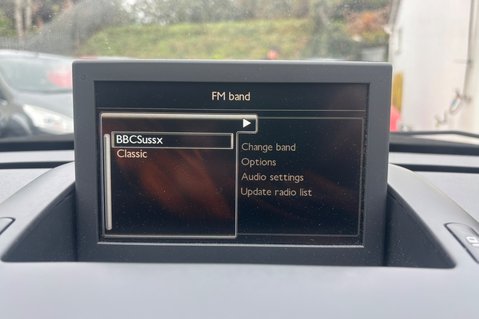 FM band
BBCSussx
Classic
Change band
Options
Audio settings
Update radio list